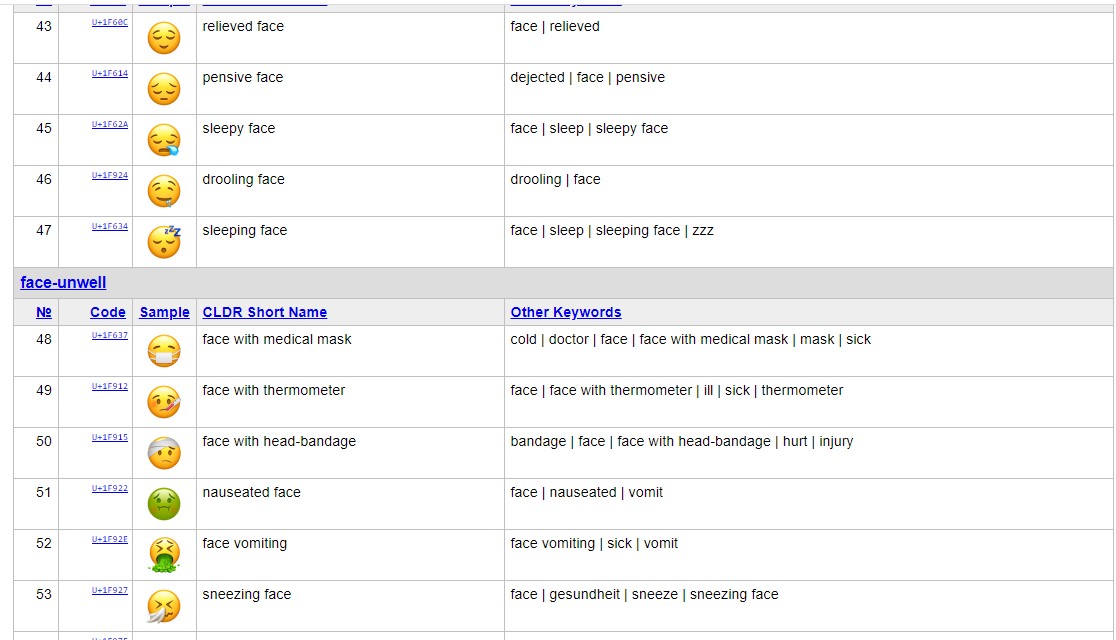 43 U+1F60C relieved face face | relieved
44 U+1F614 pensive face dejected | face | pensive
45 U+1F62A sleepy face face | sleep | sleepy face
46 U+1F924 drooling face drooling | face
47 U+1F634 sleeping face face | sleep | sleeping face | zzz
face-unwell
№ Code Sample CLDR Short Name Other Keywords
48 U+1F637 face with medical mask cold | doctor | face | face with medical mask | mask | sick
49 U+1F912 face with thermometer face | face with thermometer | ill | sick | thermometer
50 U+1F915 face with head-bandage bandage | face | face with head-bandage | hurt | injury
51 U+1F922 nauseated face face | nauseated | vomit
52 U+1F92E face vomiting face vomiting | sick | vomit
53 U+1F927 sneezing face face | gesundheit | sneeze | sneezing face